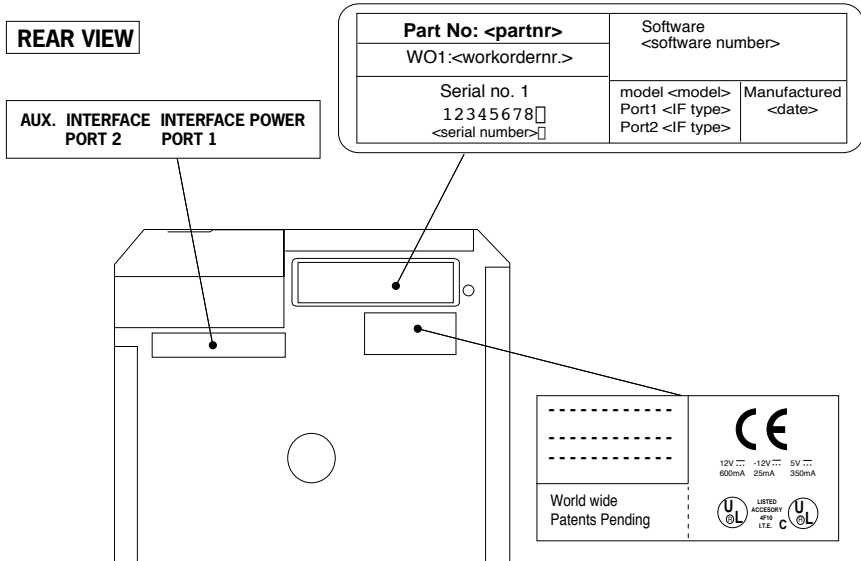 REAR VIEW
AUX. INTERFACE INTERFACE POWER
PORT 2 PORT 1
Part No: <partnr>
WO1:<workordernr.>
Serial no. 1
12345678
<serial number>
Software
<software number>
model <model>
Port1 <IF type>
Port2 <IF type>
Manufactured
<date>
World wide
Patents Pending
CE
12V -12V 5V
600mA 25mA 350mA
UL
LISTED
ACCESORY
4F10
I.T.E.
C UL